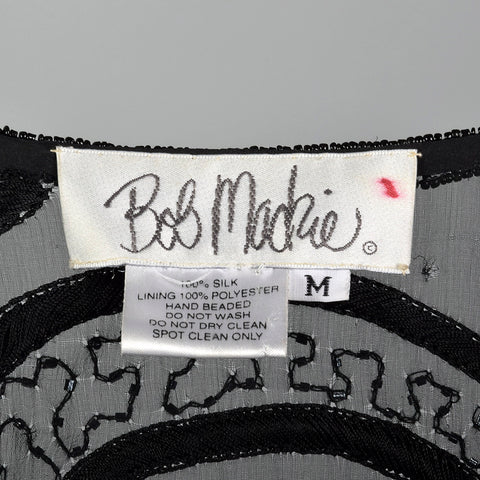 Bob Mackie ©
M
100% SILK
LINING 100% POLYESTER
HAND BEADED
DO NOT WASH
DO NOT DRY CLEAN
SPOT CLEAN ONLY